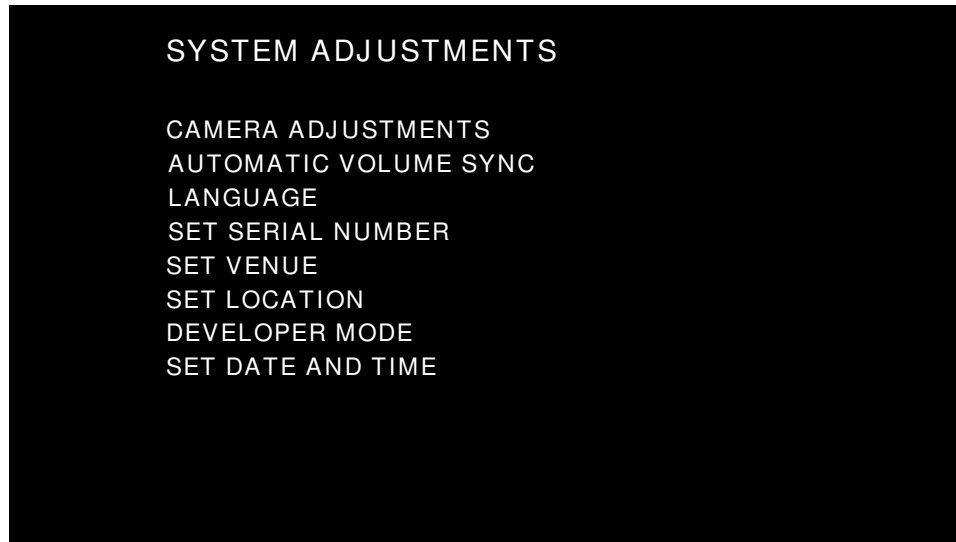 SYSTEM ADJUSTMENTS
CAMERA ADJUSTMENTS
AUTOMATIC VOLUME SYNC
LANGUAGE
SET SERIAL NUMBER
SET VENUE
SET LOCATION
DEVELOPER MODE
SET DATE AND TIME